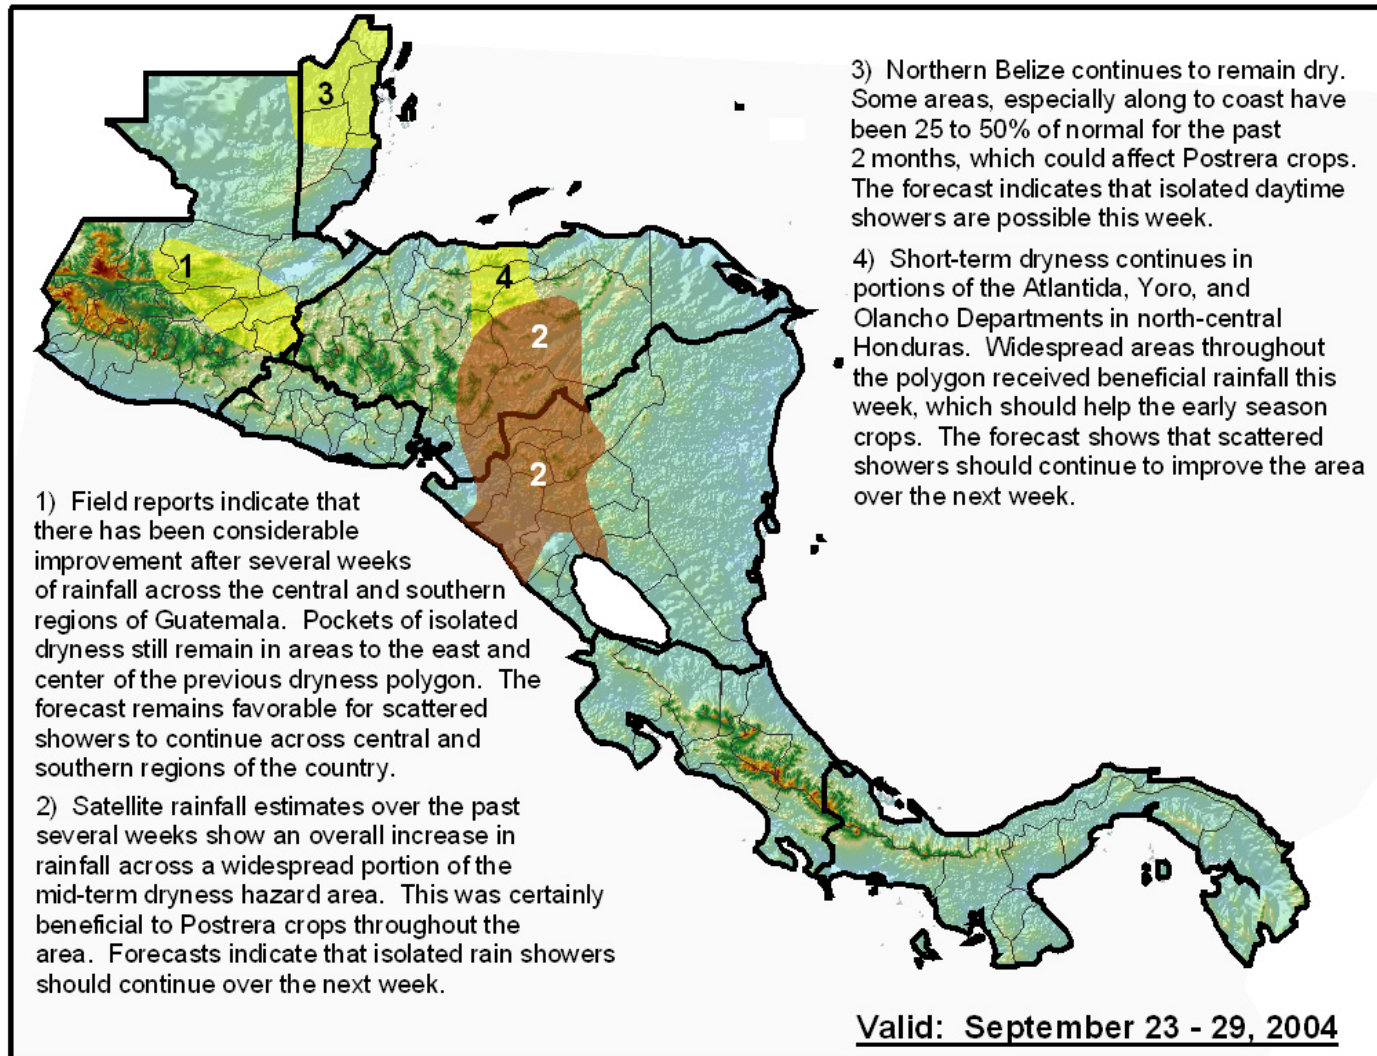 3
1
4
2
2
3)  Northern Belize continues to remain dry.
Some areas, especially along to coast have
been 25 to 50% of normal for the past
2 months, which could affect Postrera crops.
The forecast indicates that isolated daytime
showers are possible this week.
4)  Short-term dryness continues in
portions of the Atlantida, Yoro, and
Olancho Departments in north-central
Honduras.  Widespread areas throughout
the polygon received beneficial rainfall this
week, which should help the early season
crops.  The forecast shows that scattered
showers should continue to improve the area
over the next week.
1)  Field reports indicate that
there has been considerable
improvement after several weeks
of rainfall across the central and southern
regions of Guatemala.  Pockets of isolated
dryness still remain in areas to the east and
center of the previous dryness polygon.  The
forecast remains favorable for scattered
showers to continue across central and
southern regions of the country.
2)  Satellite rainfall estimates over the past
several weeks show an overall increase in
rainfall across a widespread portion of the
mid-term dryness hazard area.  This was certainly
beneficial to Postrera crops throughout the
area.  Forecasts indicate that isolated rain showers
should continue over the next week.
Valid:  September 23 - 29, 2004